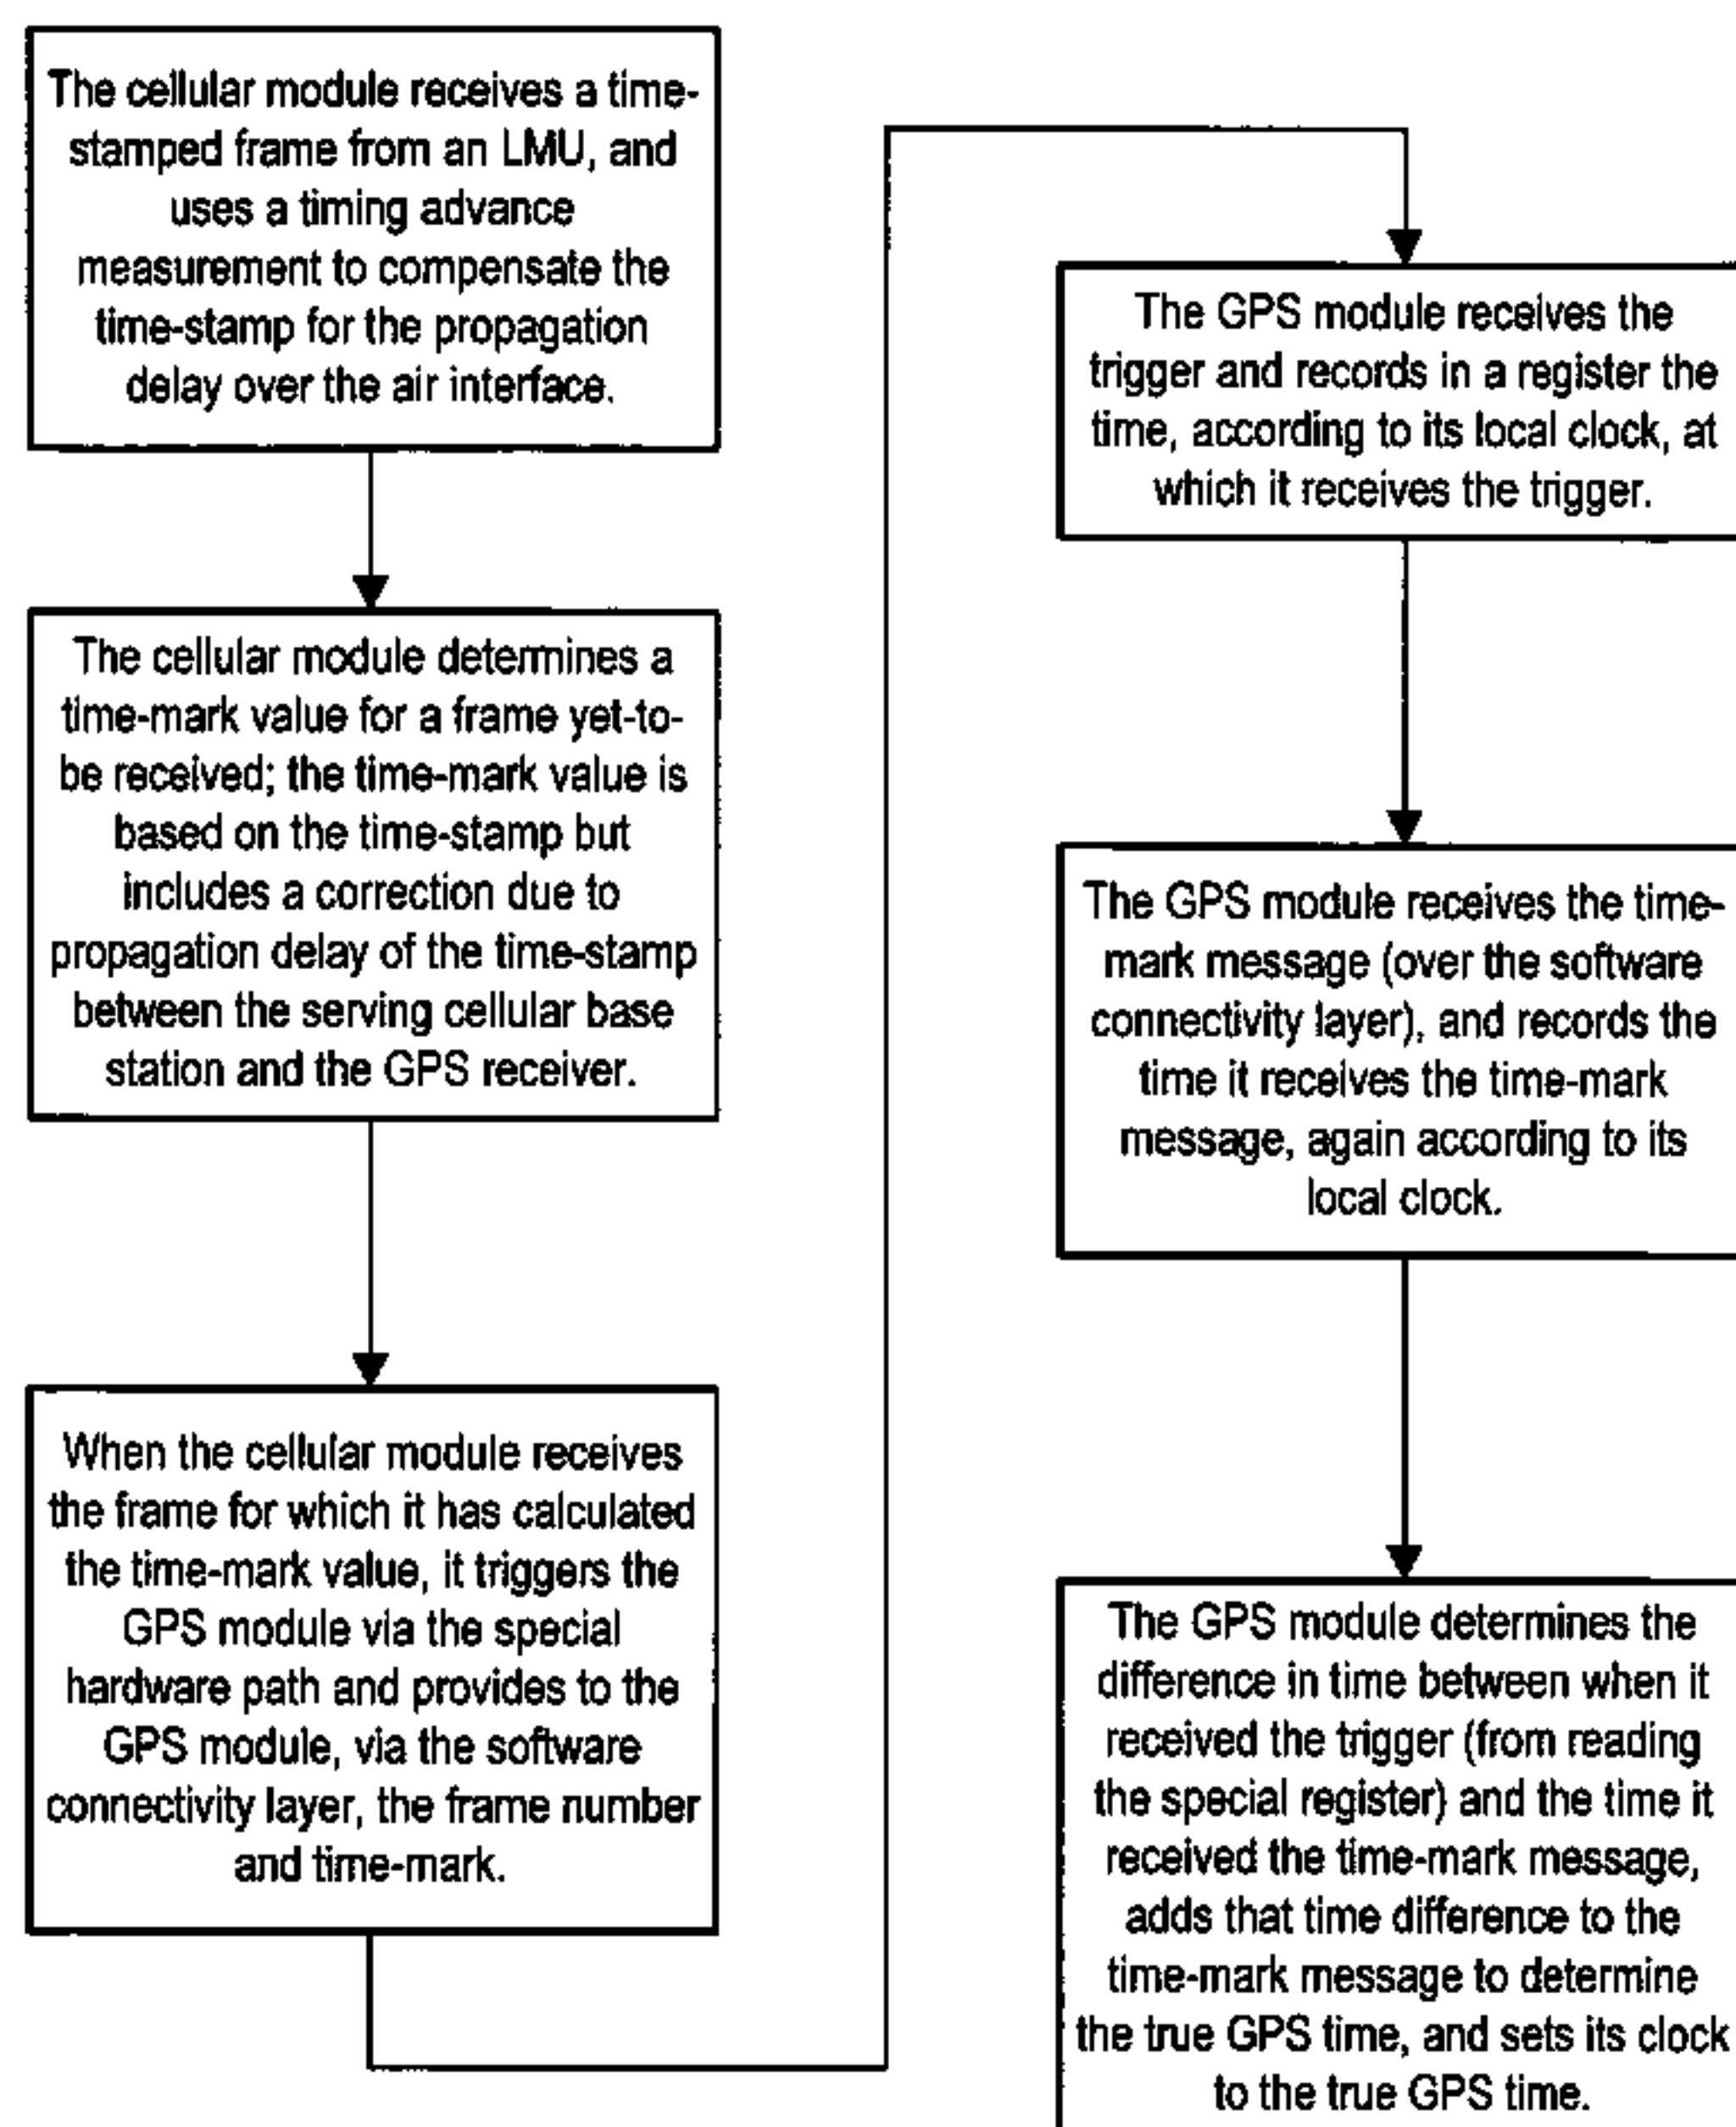 The cellular module receives a time-
stamped frame from an LMU, and
uses a timing advance
measurement to compensate the
time-stamp for the propagation
delay over the air interface.
The cellular module determines a
time-mark value for a frame yet-to-
be received; the time-mark value is
based on the time-stamp but
includes a correction due to
propagation delay of the time-stamp
between the serving cellular base
station and the GPS receiver.
When the cellular module receives
the frame for which it has calculated
the time-mark value, it triggers the
GPS module via the special
hardware path and provides to the
GPS module, via the software
connectivity layer, the frame number
and time-mark.
The GPS module receives the
trigger and records in a register the
time, according to its local clock, at
which it receives the trigger.
The GPS module receives the time-
mark message (over the software
connectivity layer), and records the
time it receives the time-mark
message, again according to its
local clock.
The GPS module determines the
difference in time between when it
received the trigger (from reading
the special register) and the time it
received the time-mark message,
adds that time difference to the
time-mark message to determine
the true GPS time, and sets its clock
to the true GPS time.